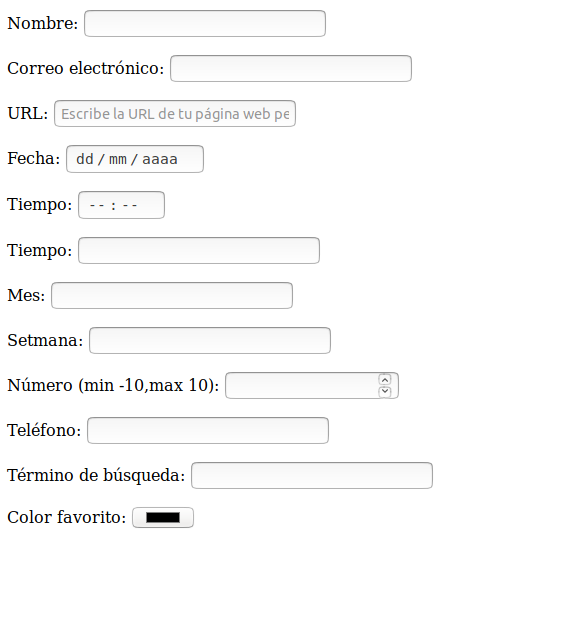 Nombre:
Correo electrónico:
URL: Escribe la URL de tu página web pe
Fecha: dd / mm / aaaa
Tiempo: -- : --
Tiempo:
Mes:
Setmana:
Número (min -10,max 10):
Teléfono:
Término de búsqueda:
Color favorito: